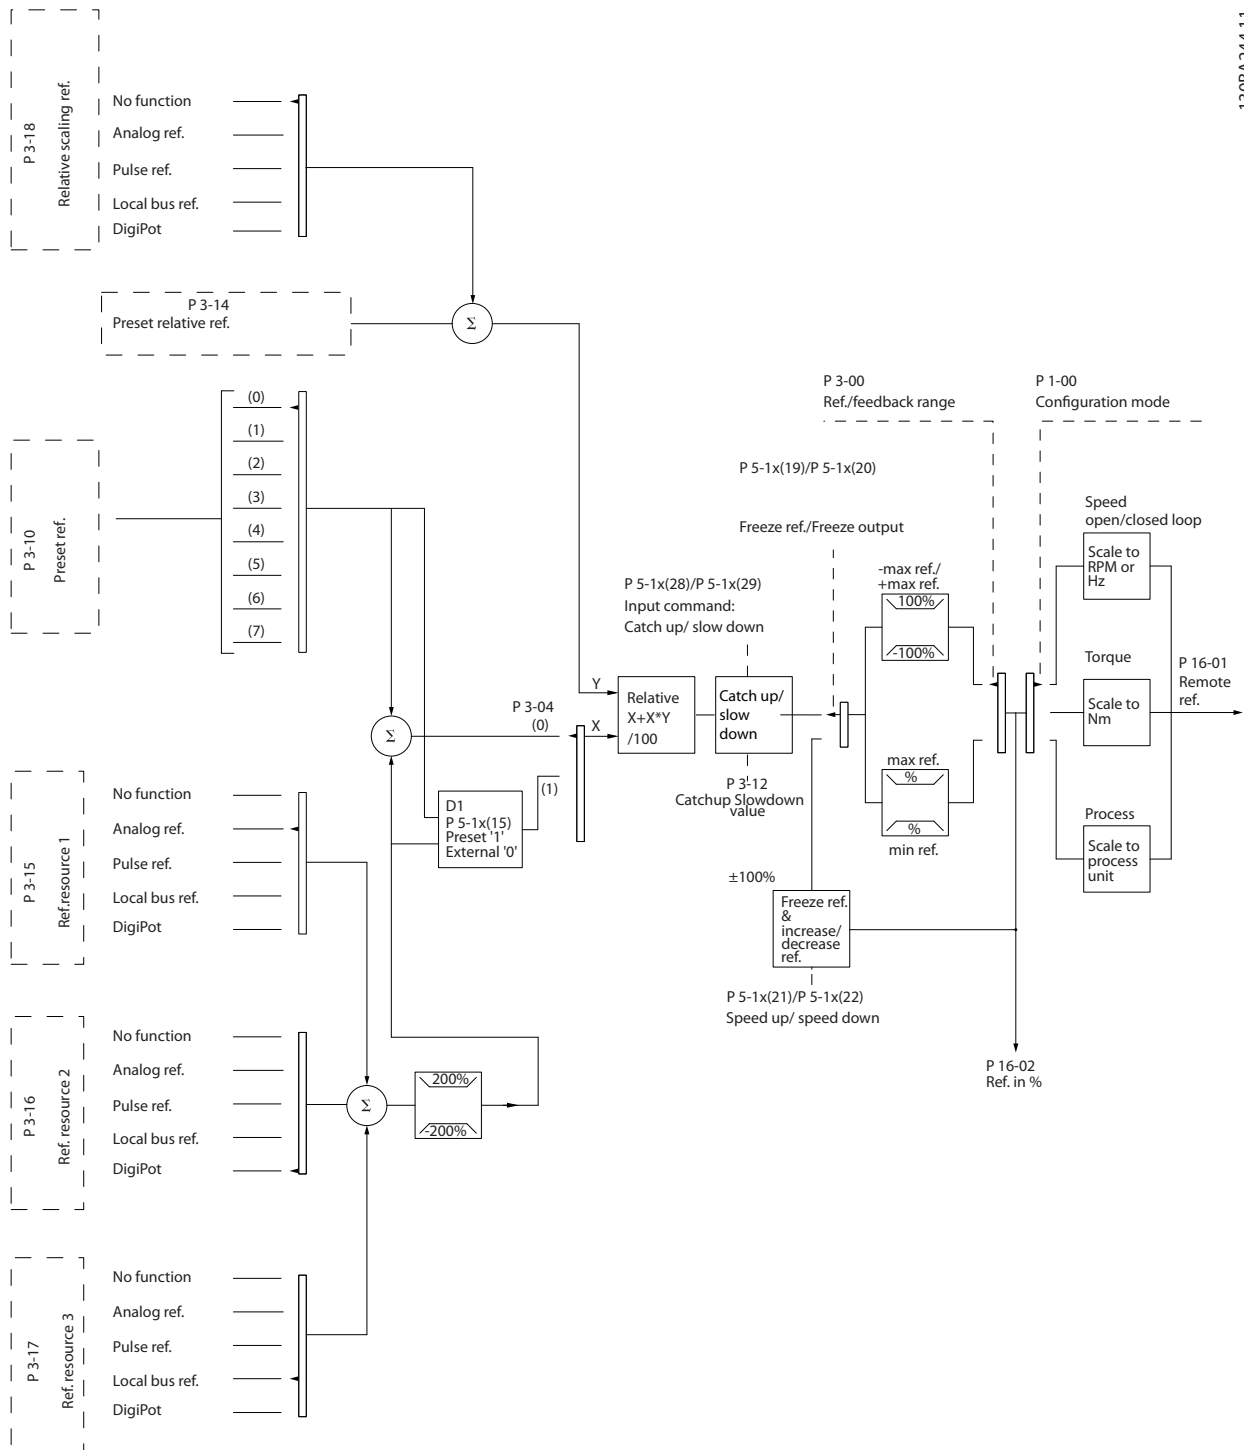 130BA244.11
P 3-18
Relative scaling ref.
No function
Analog ref.
Pulse ref.
Local bus ref.
DigiPot
P 3-14
Preset relative ref.
Σ
P 3-10
Preset ref.
(0)
(1)
(2)
(3)
(4)
(5)
(6)
(7)
Σ
P 3-04
(0)
(1)
Y
X
D1
P 5-1x(15)
Preset '1'
External '0'
Relative
X+X*Y
/100
P 5-1x(28)/P 5-1x(29)
Input command:
Catch up/ slow down
Catch up/
slow
down
P 3-12
Catchup Slowdown
value
P 5-1x(19)/P 5-1x(20)
Freeze ref./Freeze output
P 3-00
Ref./feedback range
-max ref./
+max ref.
100%
-100%
max ref.
%
%
min ref.
±100%
Freeze ref.
&
increase/
decrease
ref.
P 5-1x(21)/P 5-1x(22)
Speed up/ speed down
P 1-00
Configuration mode
Speed
open/closed loop
Scale to
RPM or
Hz
Torque
Scale to
Nm
Process
Scale to
process
unit
P 16-01
Remote
ref.
P 16-02
Ref. in %
P 3-15
Ref.resource 1
No function
Analog ref.
Pulse ref.
Local bus ref.
DigiPot
P 3-16
Ref. resource 2
No function
Analog ref.
Pulse ref.
Local bus ref.
DigiPot
Σ
200%
-200%
P 3-17
Ref. resource 3
No function
Analog ref.
Pulse ref.
Local bus ref.
DigiPot